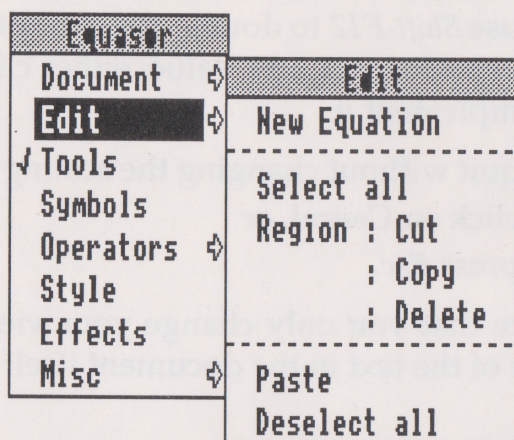 Equasor
Document ⇨
Edit ⇨
√ Tools
Symbols
Operators ⇨
Style
Effects
Misc ⇨
Edit
New Equation
Select all
Region : Cut
: Copy
: Delete
Paste
Deselect all